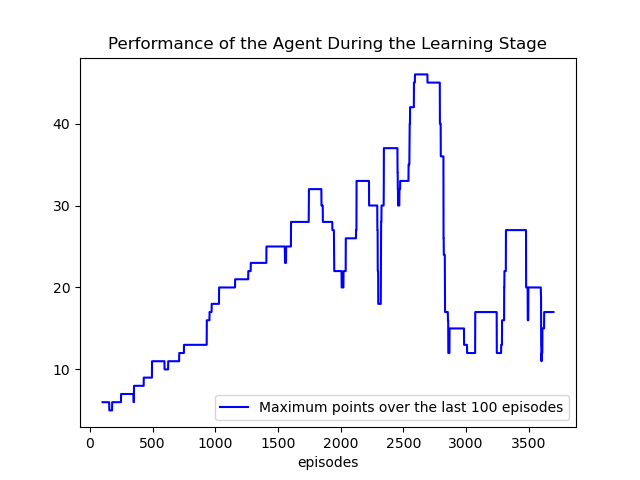 Performance of the Agent During the Learning Stage
40
30
20
10
Maximum points over the last 100 episodes
0 500 1000 1500 2000 2500 3000 3500
episodes